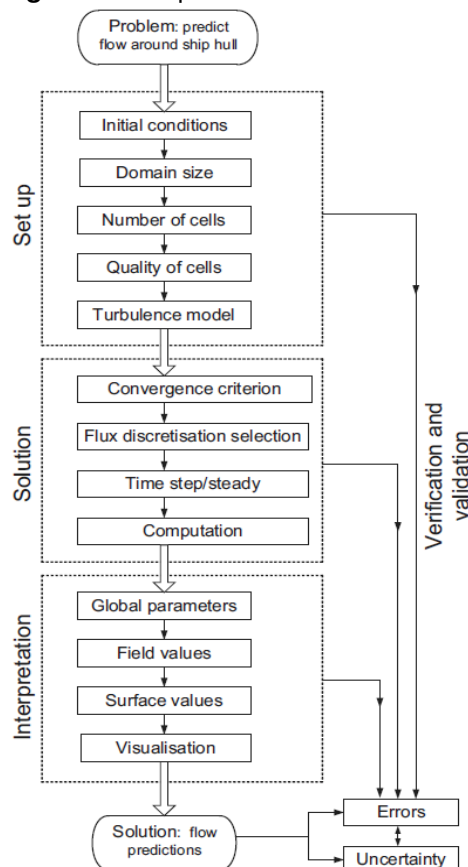 Problem: predict
flow around ship hull
Set up
Initial conditions
Domain size
Number of cells
Quality of cells
Turbulence model
Solution
Convergence criterion
Flux discretisation selection
Time step/steady
Computation
Verification and
validation
Interpretation
Global parameters
Field values
Surface values
Visualisation
Solution: flow
predictions
Errors
Uncertainty